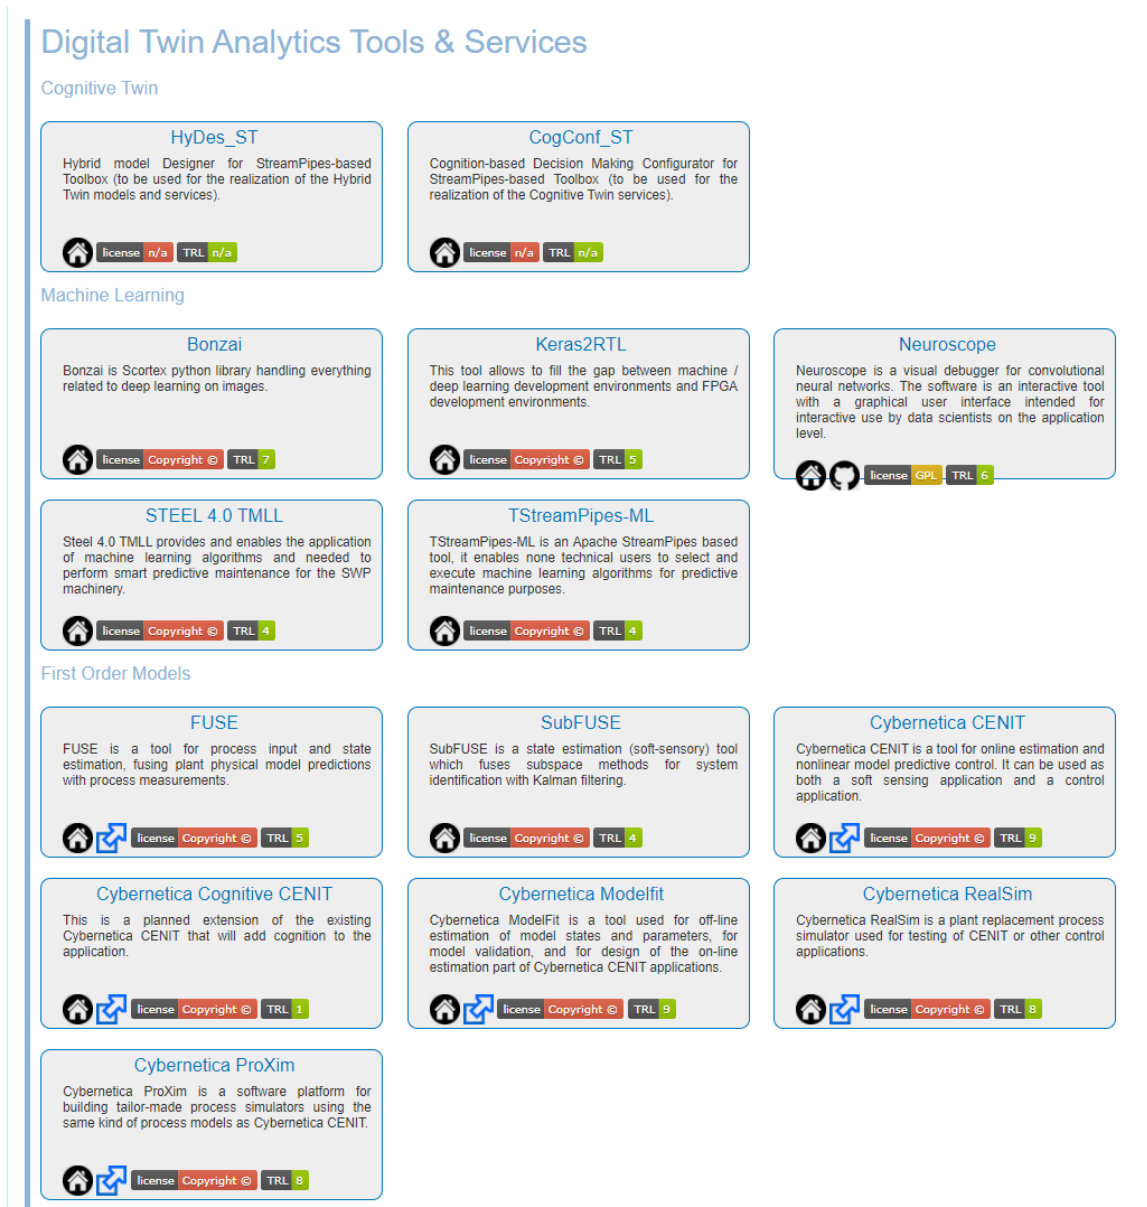 Digital Twin Analytics Tools & Services
Cognitive Twin
HyDes_ST
Hybrid model Designer for StreamPipes-based
Toolbox (to be used for the realization of the Hybrid
Twin models and services).
license n/a TRL n/a
CogConf_ST
Cognition-based Decision Making Configurator for
StreamPipes-based Toolbox (to be used for the
realization of the Cognitive Twin services).
license n/a TRL n/a
Machine Learning
Bonzai
Bonzai is Scortex python library handling everything
related to deep learning on images.
license Copyright © TRL 7
Keras2RTL
This tool allows to fill the gap between machine /
deep learning development environments and FPGA
development environments.
license Copyright © TRL 5
Neuroscope
Neuroscope is a visual debugger for convolutional
neural networks. The software is an interactive tool
with a graphical user interface intended for
interactive use by data scientists on the application
level.
license GPL TRL 6
STEEL 4.0 TMLL
Steel 4.0 TMLL provides and enables the application
of machine learning algorithms and needed to
perform smart predictive maintenance for the SWP
machinery.
license Copyright © TRL 4
TStreamPipes-ML
TStreamPipes-ML is an Apache StreamPipes based
tool, it enables none technical users to select and
execute machine learning algorithms for predictive
maintenance purposes.
license Copyright © TRL 4
First Order Models
FUSE
FUSE is a tool for process input and state
estimation, fusing plant physical model predictions
with process measurements.
license Copyright © TRL 5
SubFUSE
SubFUSE is a state estimation (soft-sensory) tool
which fuses subspace methods for system
identification with Kalman filtering.
license Copyright © TRL 4
Cybernetica CENIT
Cybernetica CENIT is a tool for online estimation and
nonlinear model predictive control. It can be used as
both a soft sensing application and a control
application.
license Copyright © TRL 9
Cybernetica Cognitive CENIT
This is a planned extension of the existing
Cybernetica CENIT that will add cognition to the
application.
license Copyright © TRL 1
Cybernetica Modelfit
Cybernetica ModelFit is a tool used for off-line
estimation of model states and parameters, for
model validation, and for design of the on-line
estimation part of Cybernetica CENIT applications.
license Copyright © TRL 9
Cybernetica RealSim
Cybernetica RealSim is a plant replacement process
simulator used for testing of CENIT or other control
applications.
license Copyright © TRL 8
Cybernetica ProXim
Cybernetica ProXim is a software platform for
building tailor-made process simulators using the
same kind of process models as Cybernetica CENIT.
license Copyright © TRL 8